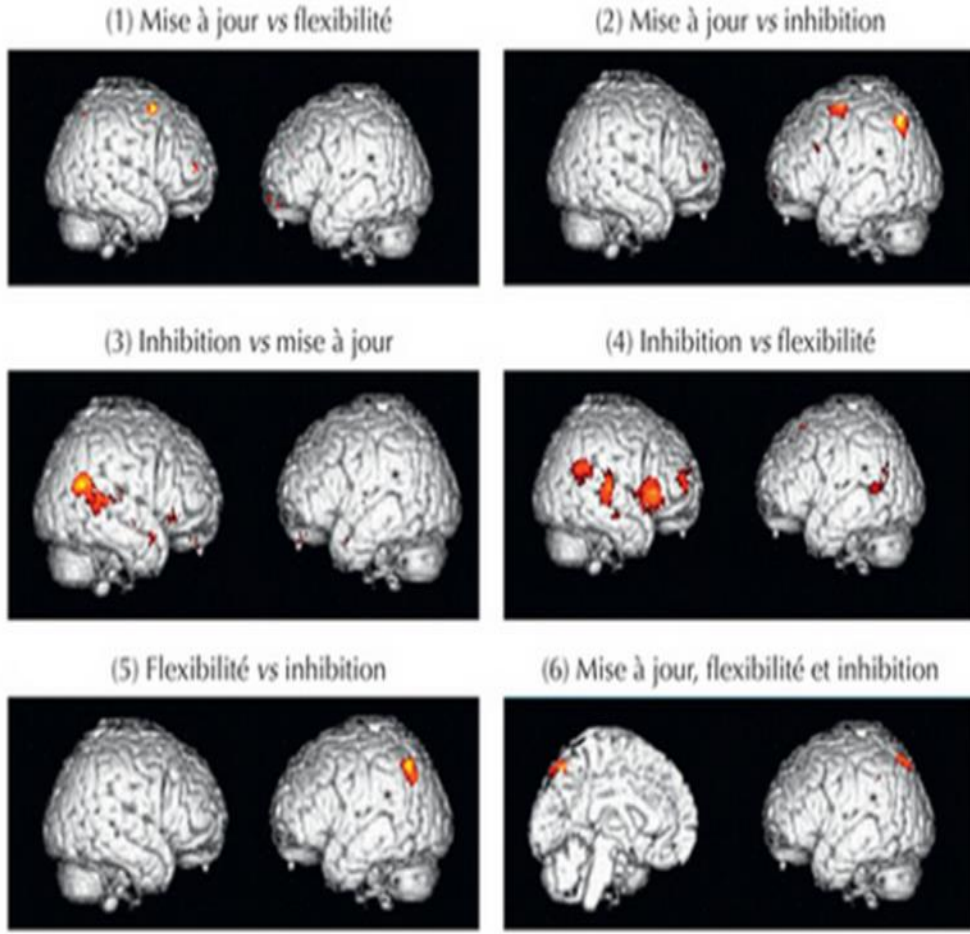 (1) Mise à jour vs flexibilité
(2) Mise à jour vs inhibition
(3) Inhibition vs mise à jour
(4) Inhibition vs flexibilité
(5) Flexibilité vs inhibition
(6) Mise à jour, flexibilité et inhibition